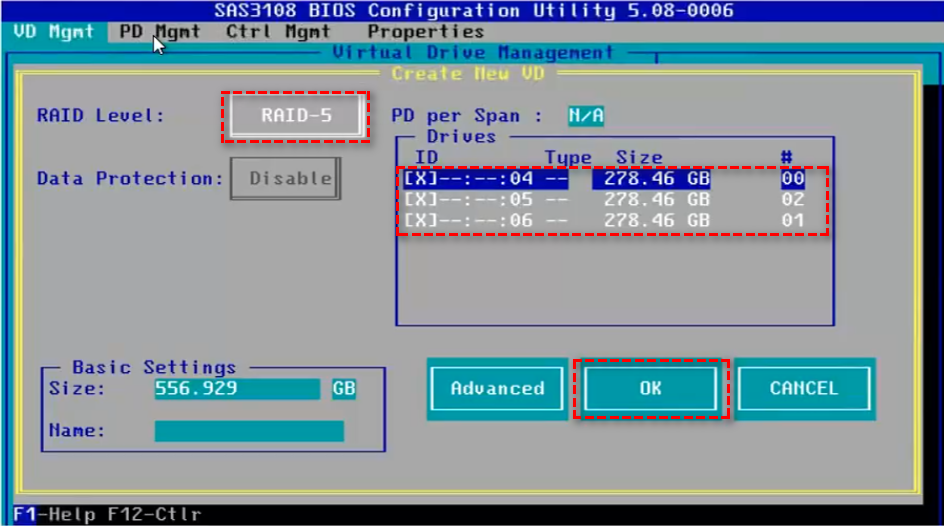 SAS3108 BIOS Configuration Utility 5.08-0006
VD Mgmt PD Mgmt Ctrl Mgmt Properties
Virtual Drive Management
Create New VD
RAID Level: RAID-5 PD per Span : N/A
Drives
ID Type Size #
Data Protection: Disable
[X]--:--:04 -- 278.46 GB 00
[X]--:--:05 -- 278.46 GB 02
[X]--:--:06 -- 278.46 GB 01
Basic Settings
Size: 556.929 GB
Name:
Advanced OK CANCEL
F1-Help F12-Ctlr